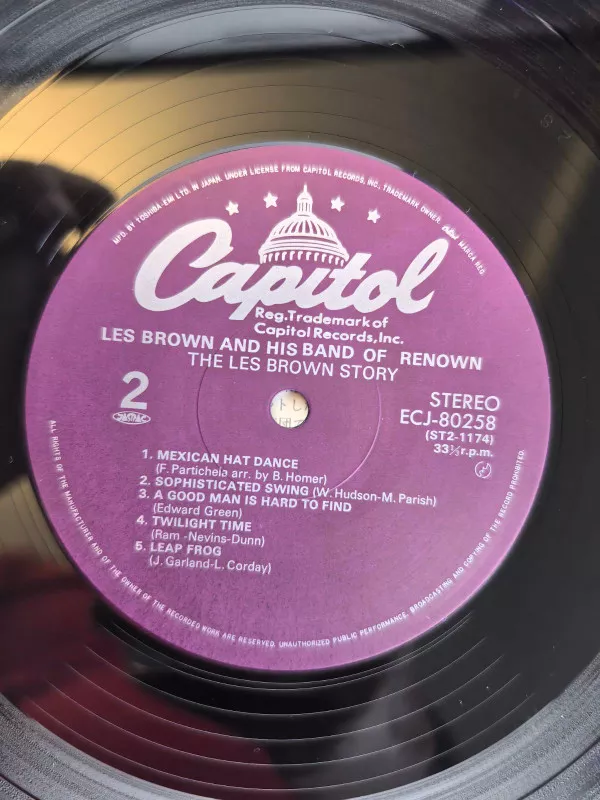 MFD. BY TOSHIBA-EMI LTD. IN JAPAN. UNDER LICENSE FROM CAPITOL RECORDS, INC., TRADEMARK OWNER. Capitol MARCA REG.
Capitol
Reg.Trademark of
Capitol Records,Inc.
LES BROWN AND HIS BAND OF RENOWN
THE LES BROWN STORY
2
JASRAC
STEREO
ECJ-80258
(ST2-1174)
33⅓r.p.m.
1. MEXICAN HAT DANCE
(F. Partichela arr. by B. Homer)
2. SOPHISTICATED SWING (W. Hudson-M. Parish)
3. A GOOD MAN IS HARD TO FIND
(Edward Green)
4. TWILIGHT TIME
(Ram -Nevins-Dunn)
5. LEAP FROG
(J. Garland-L. Corday)
ALL RIGHTS OF THE MANUFACTURER AND OF THE OWNER OF THE RECORDED WORK ARE RESERVED. UNAUTHORIZED PUBLIC PERFORMANCE, BROADCASTING AND COPYING OF THE RECORD PROHIBITED.